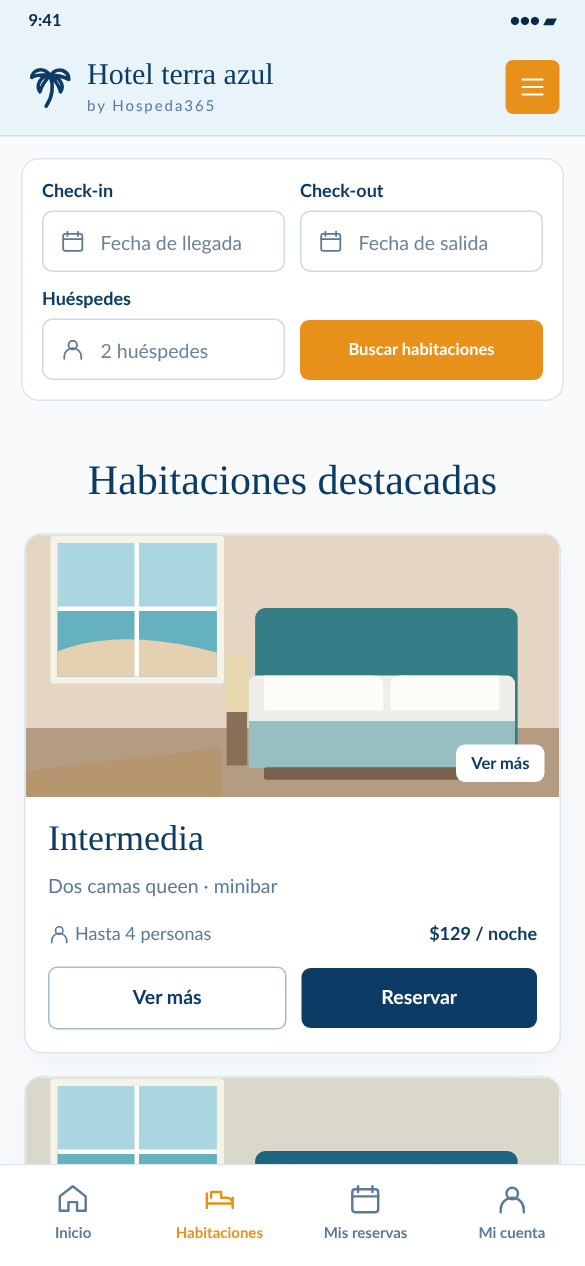 9:41
Hotel terra azul
by Hospeda365
Check-in
Check-out
Fecha de llegada
Fecha de salida
Huéspedes
2 huéspedes
Buscar habitaciones
Habitaciones destacadas
Ver más
Intermedia
Dos camas queen · minibar
Hasta 4 personas
$129 / noche
Ver más
Reservar
Inicio
Habitaciones
Mis reservas
Mi cuenta